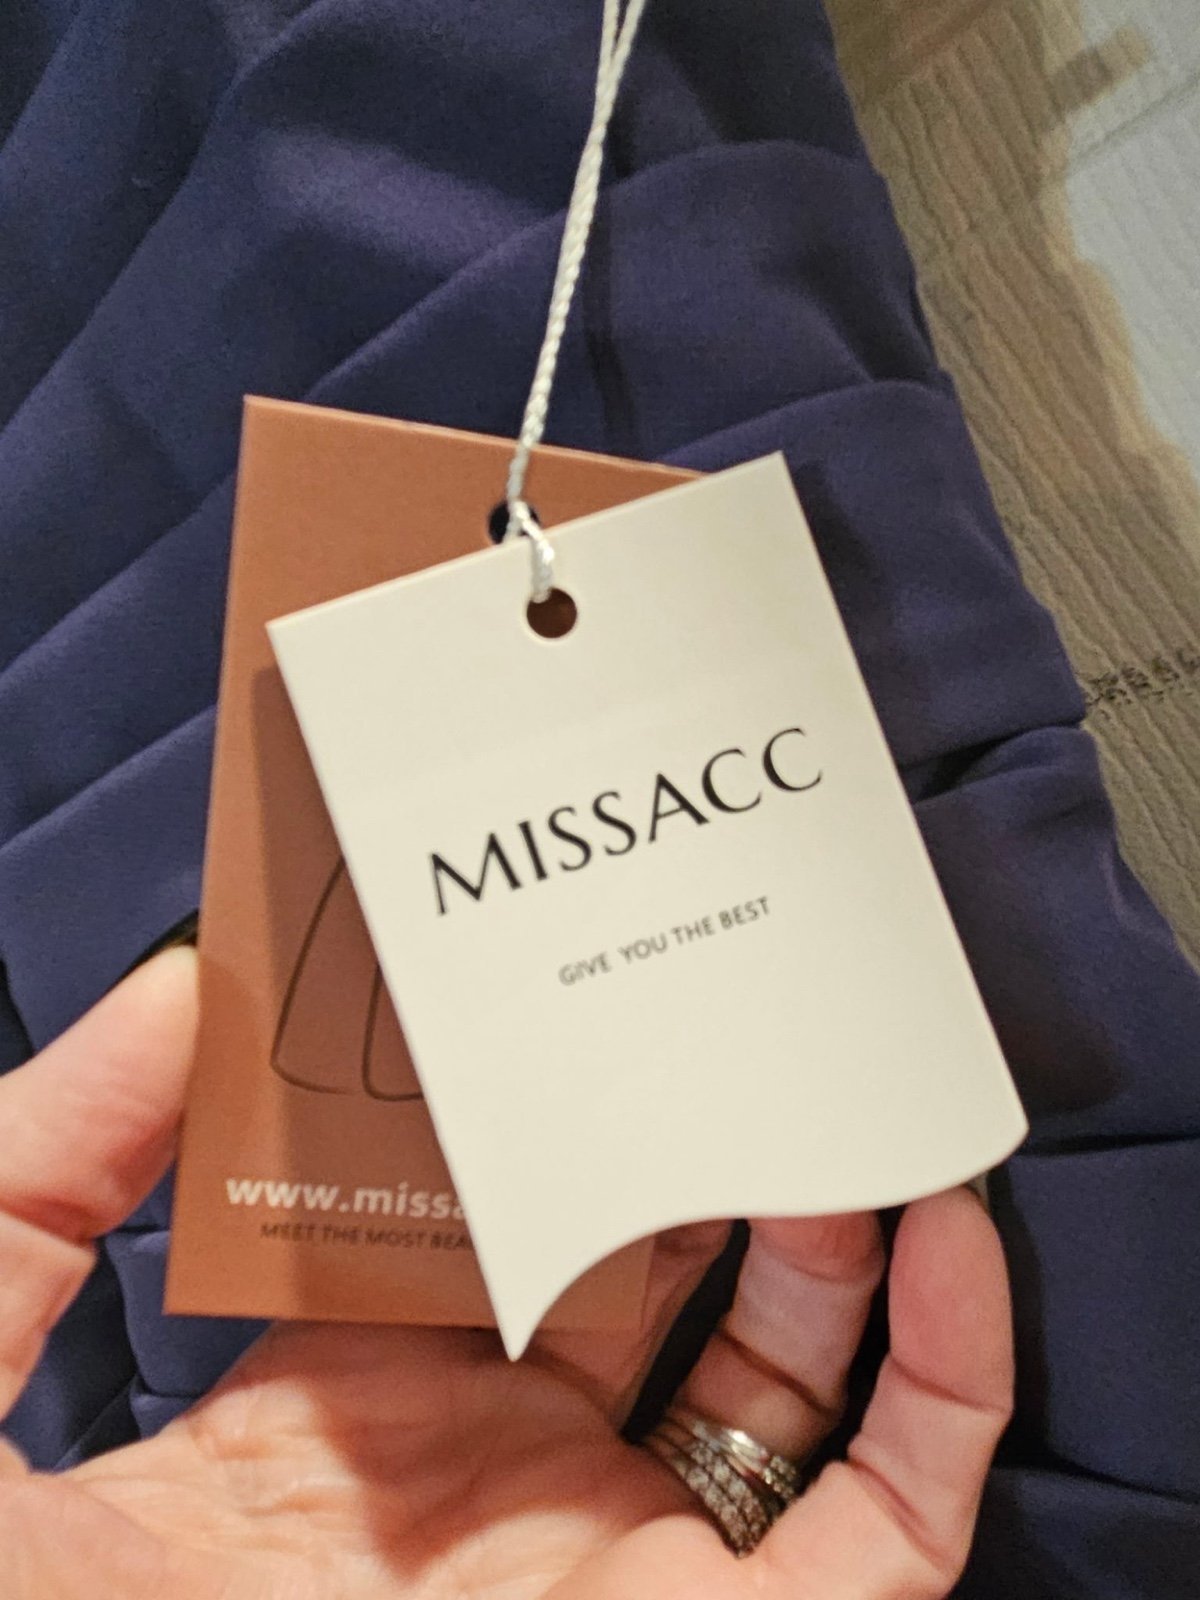 MISSACC
GIVE YOU THE BEST
www.missa
MEET THE MOST BEA